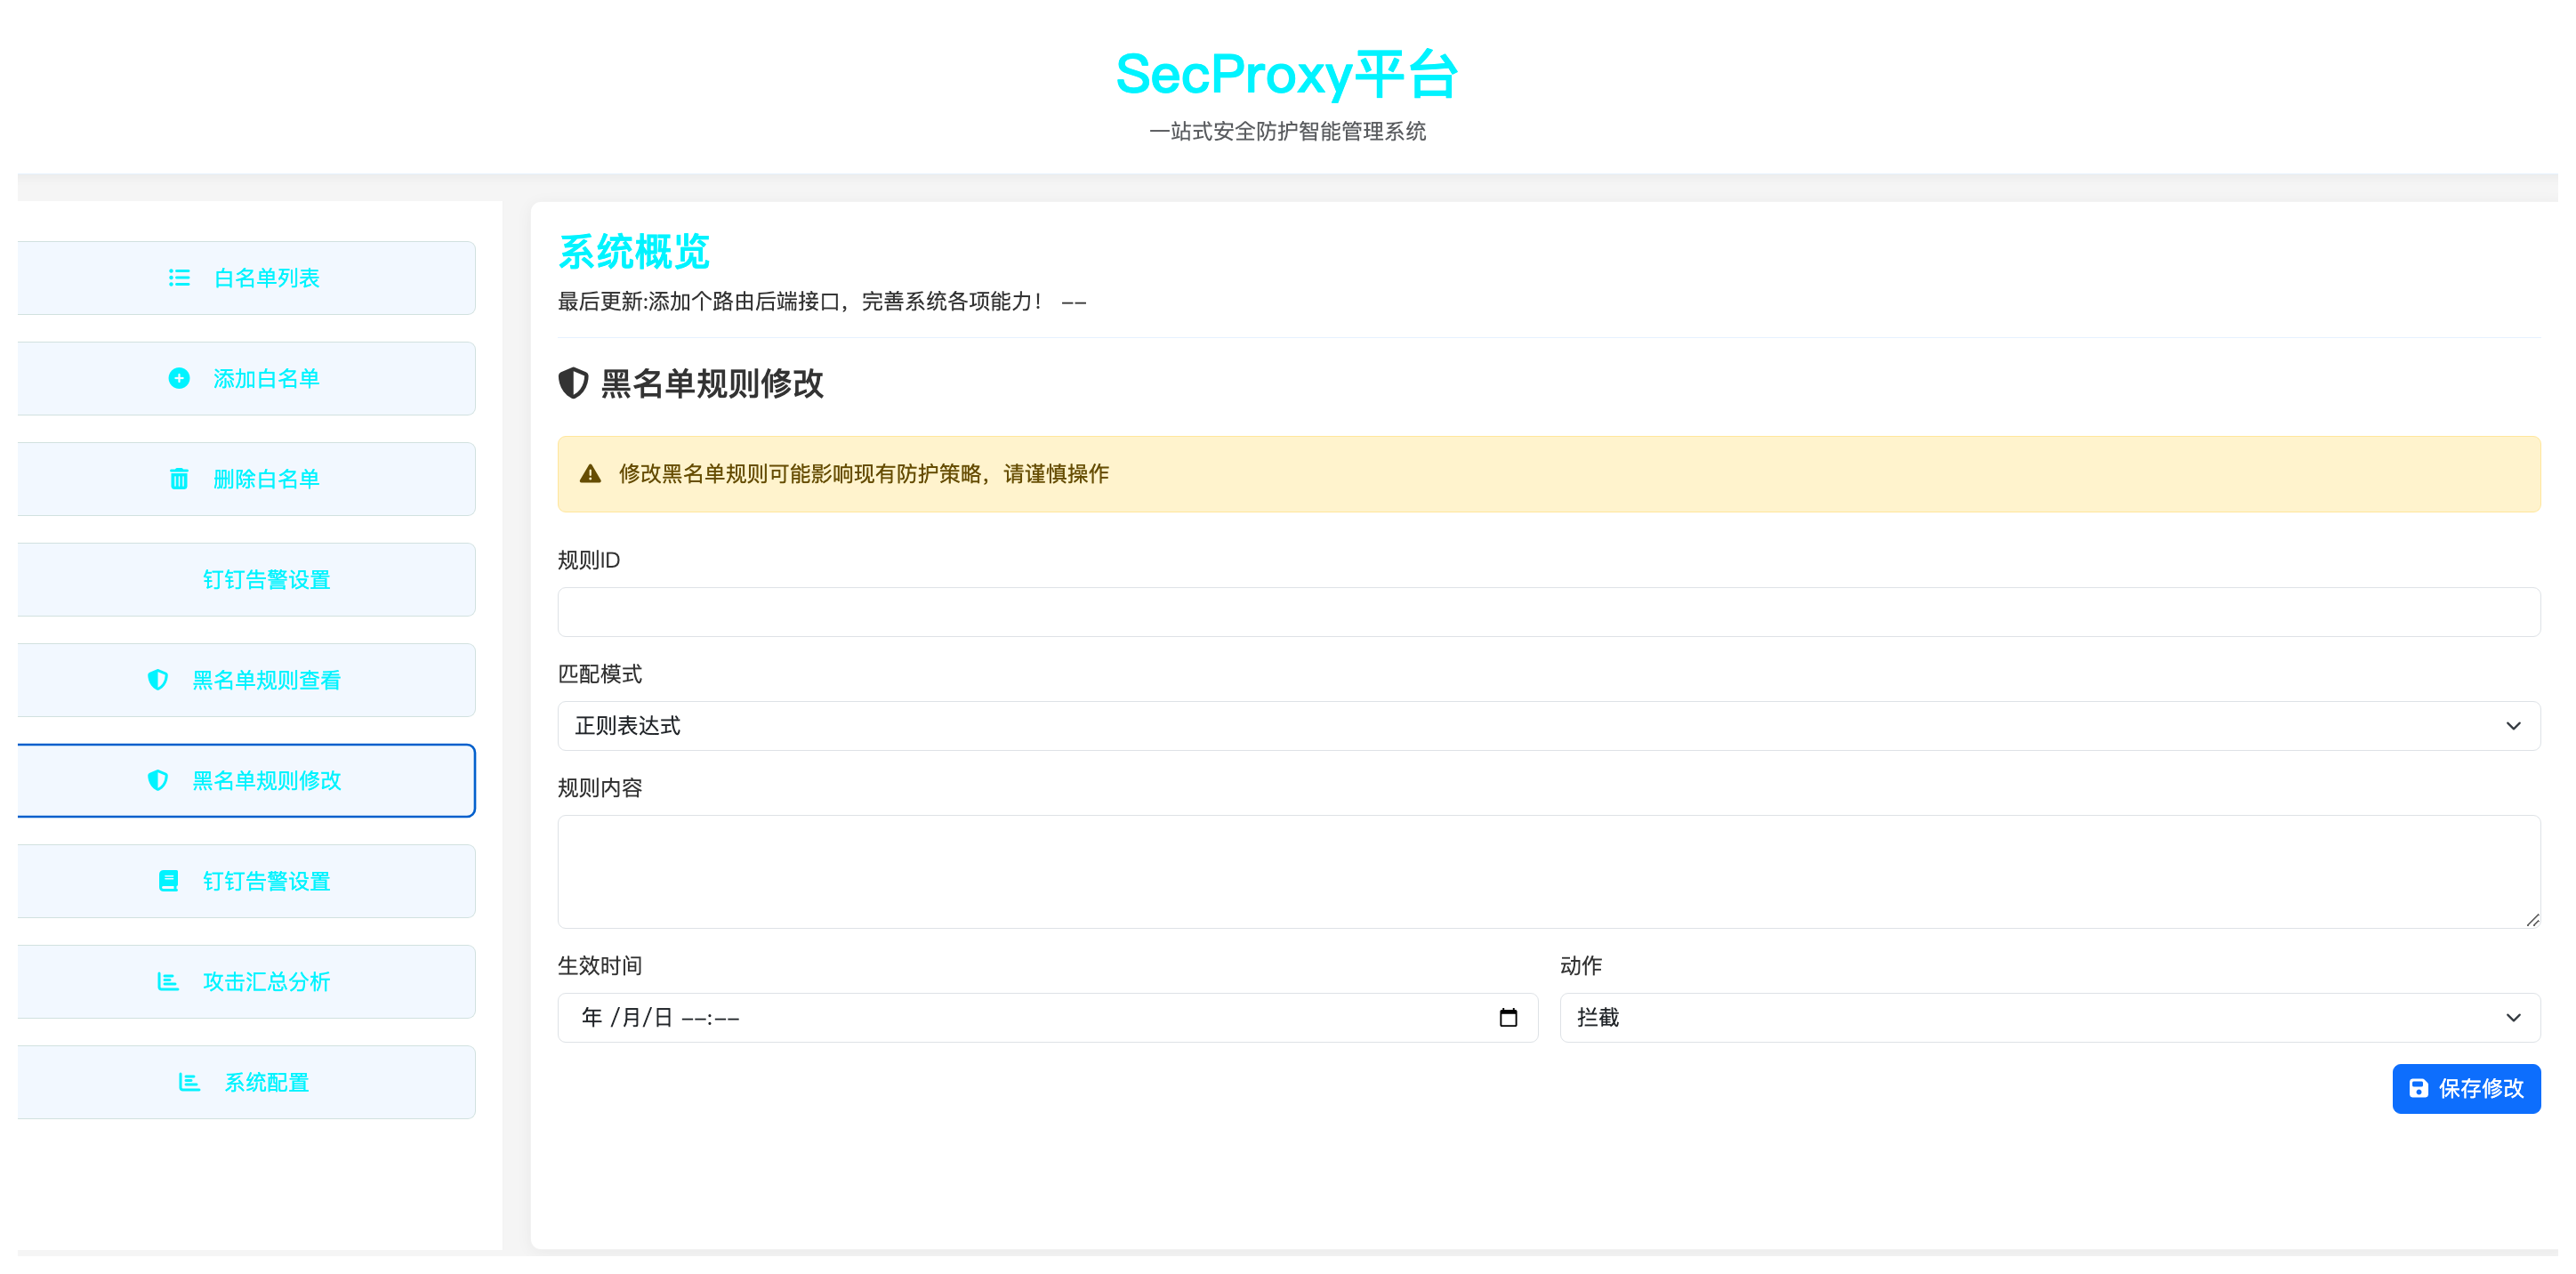 SecProxy平台
一站式安全防护智能管理系统
白名单列表
添加白名单
删除白名单
钉钉告警设置
黑名单规则查看
黑名单规则修改
钉钉告警设置
攻击汇总分析
系统配置
系统概览
最后更新:添加个路由后端接口，完善系统各项能力！ --
黑名单规则修改
修改黑名单规则可能影响现有防护策略，请谨慎操作
规则ID
匹配模式
正则表达式
规则内容
生效时间
年 /月/日 --:--
动作
拦截
保存修改